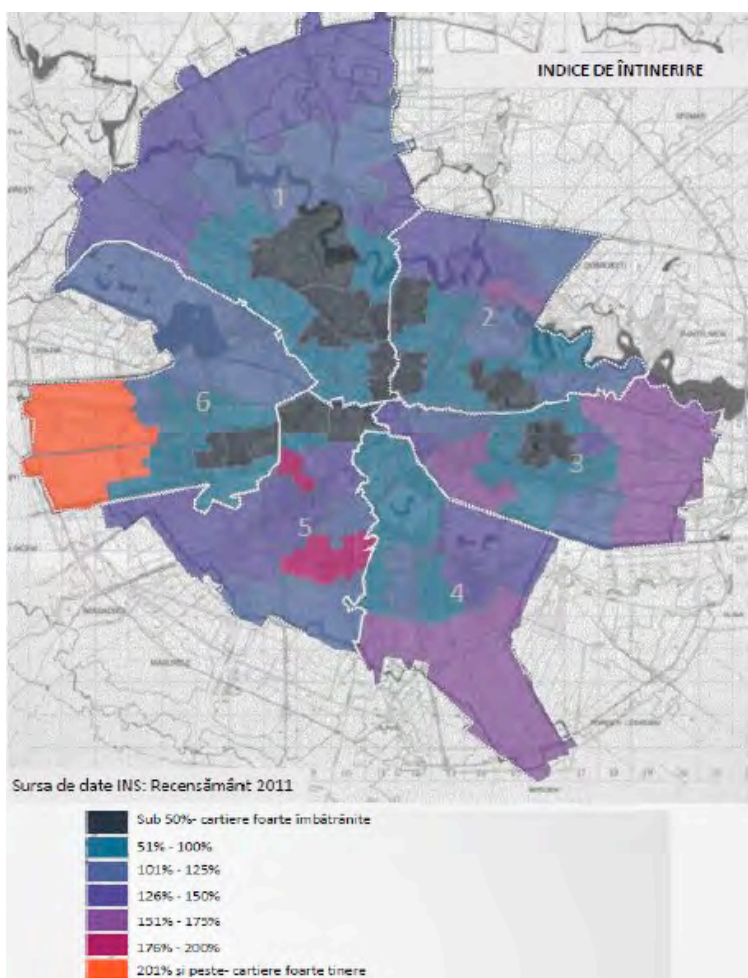 INDICE DE ÎNTINERIRE
1
2
3
4
5
6
Sursa de date INS: Recensământ 2011
Sub 50%- cartiere foarte îmbătrânite
51% - 100%
101% - 125%
126% - 150%
151% - 175%
176% - 200%
201% si peste- cartiere foarte tinere